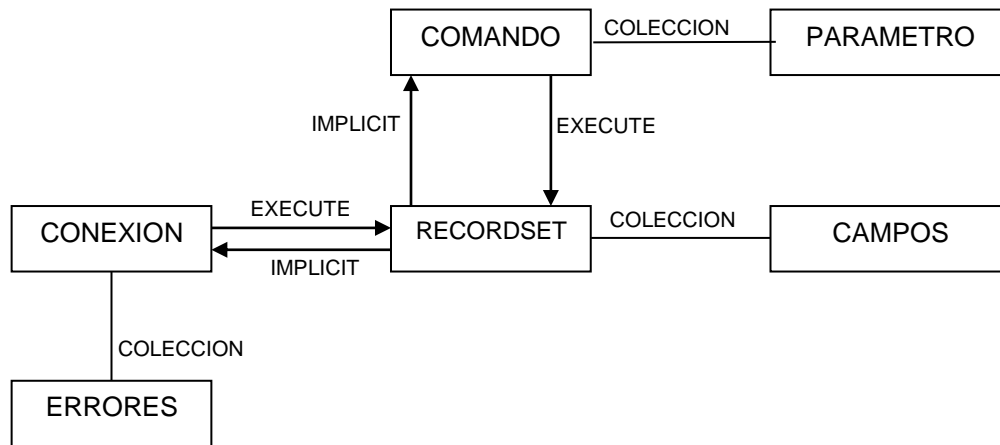 COMANDO
COLECCION
PARAMETRO
IMPLICIT
EXECUTE
CONEXION
EXECUTE
IMPLICIT
RECORDSET
COLECCION
CAMPOS
COLECCION
ERRORES